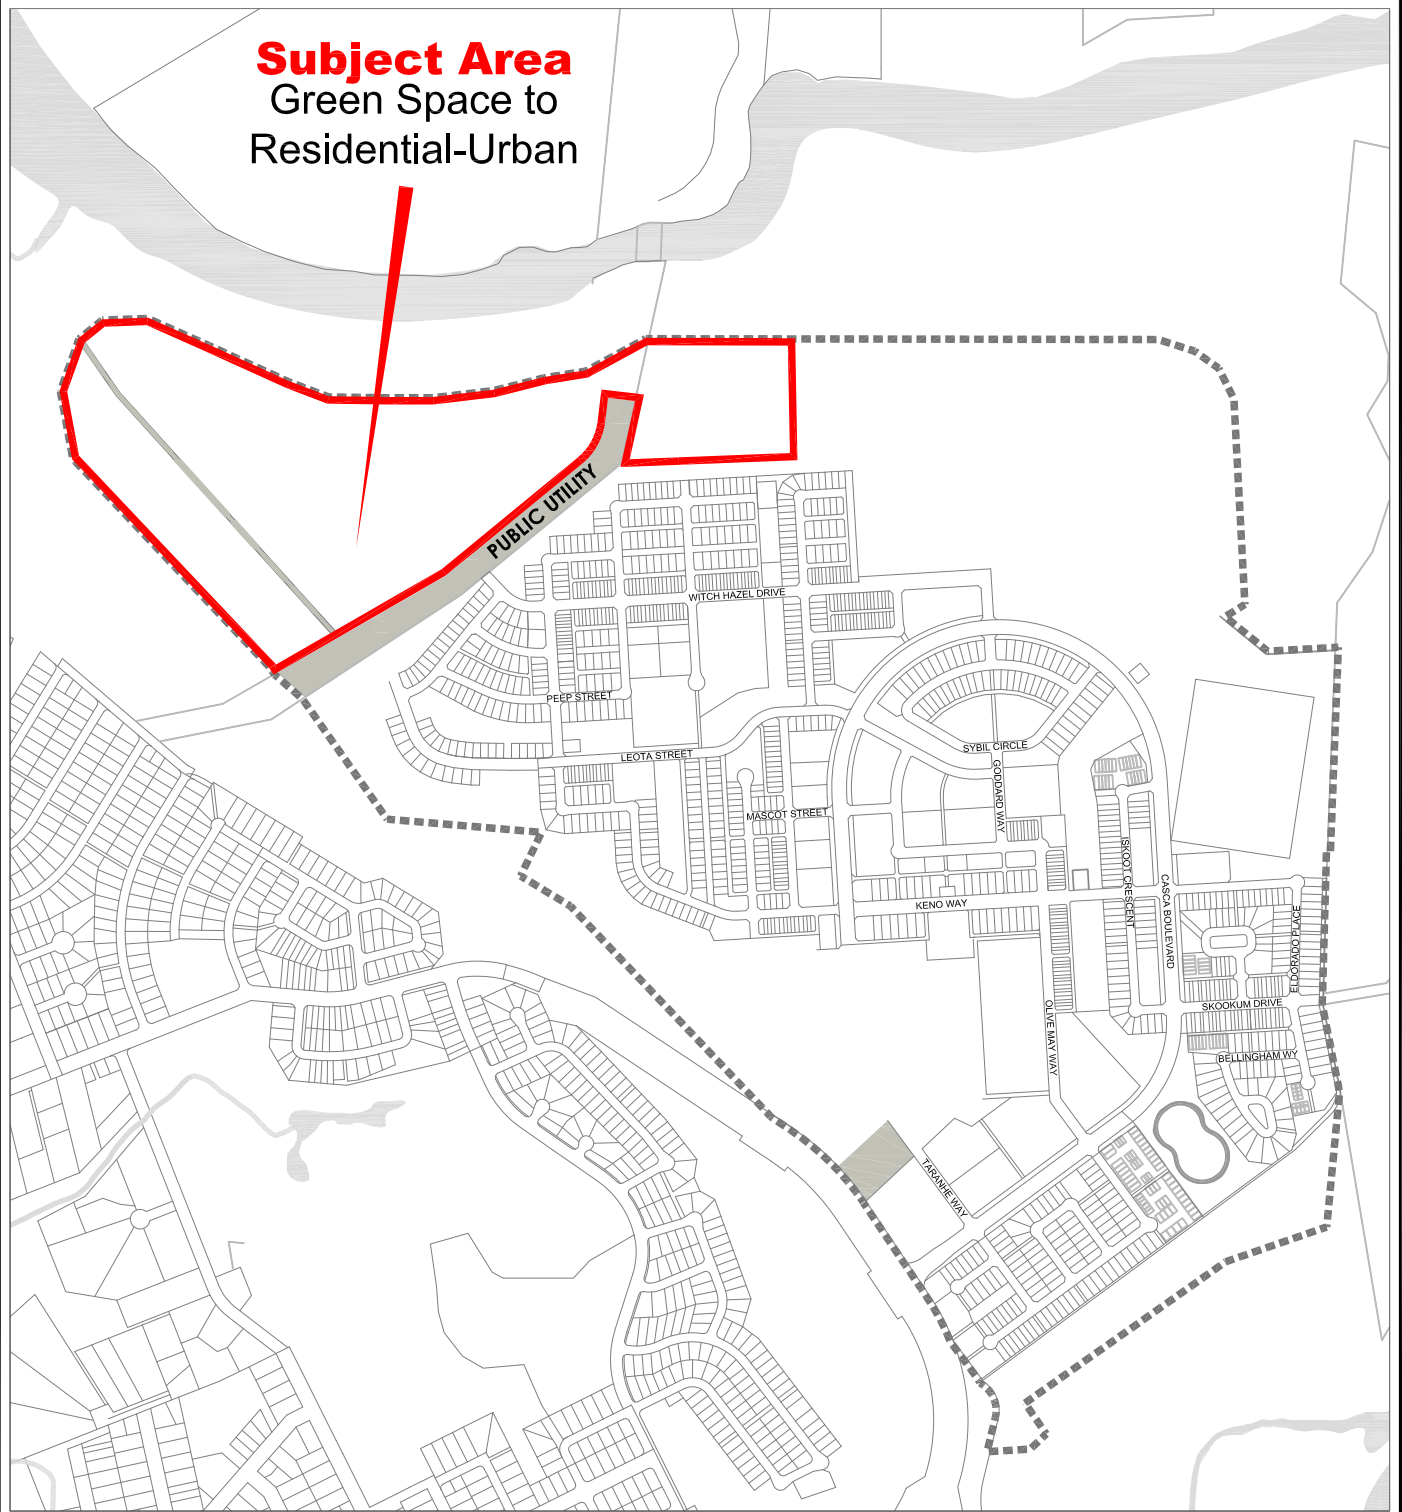 Subject Area
Green Space to
Residential-Urban
PUBLIC UTILITY
WITCH HAZEL DRIVE
PEEP STREET
LEOTA STREET
SYBIL CIRCLE
GODDARD WAY
MASCOT STREET
ISKOOT CRESCENT
CASCA BOULEVARD
KENO WAY
ELDORADO PLACE
SKOOKUM DRIVE
OLIVE MAY WAY
BELLINGHAM WY
TARANHE WAY